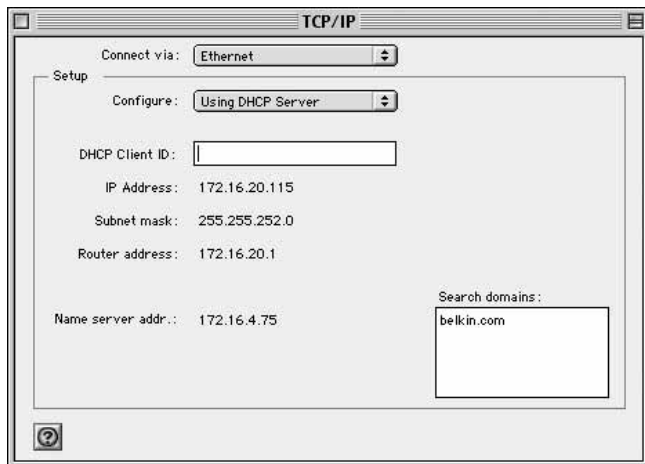 TCP/IP
Connect via: Ethernet
Setup
Configure: Using DHCP Server
DHCP Client ID:
IP Address: 172.16.20.115
Subnet mask: 255.255.252.0
Router address: 172.16.20.1
Search domains:
Name server addr.: 172.16.4.75
belkin.com
?